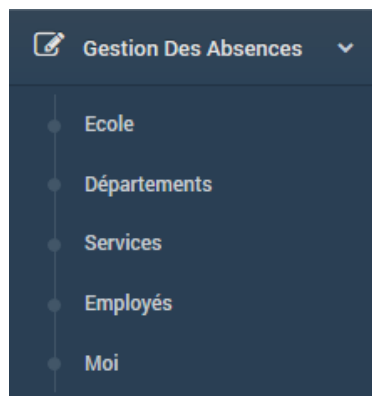 Gestion Des Absences
Ecole
Départements
Services
Employés
Moi